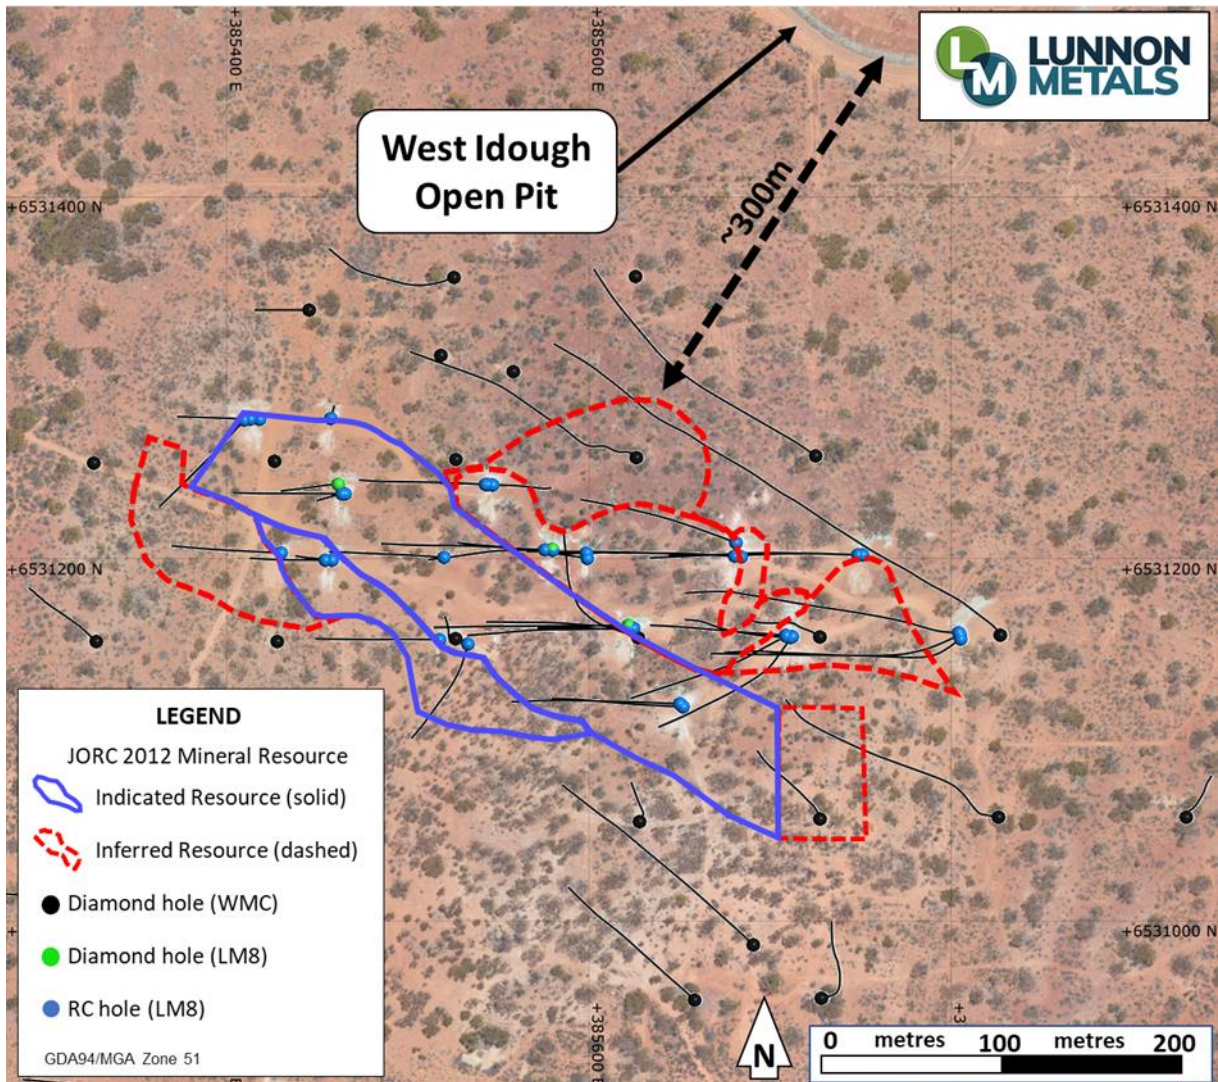 +385400 E
+385600 E
L
M
LUNNON
METALS
West Idough
Open Pit
~300m
+6531400 N
+6531400 N
+6531200 N
+6531200 N
LEGEND
JORC 2012 Mineral Resource
Indicated Resource (solid)
Inferred Resource (dashed)
Diamond hole (WMC)
Diamond hole (LM8)
RC hole (LM8)
GDA94/MGA Zone 51
+6531000 N
+385600 E
+3
N
0 metres 100 metres 200